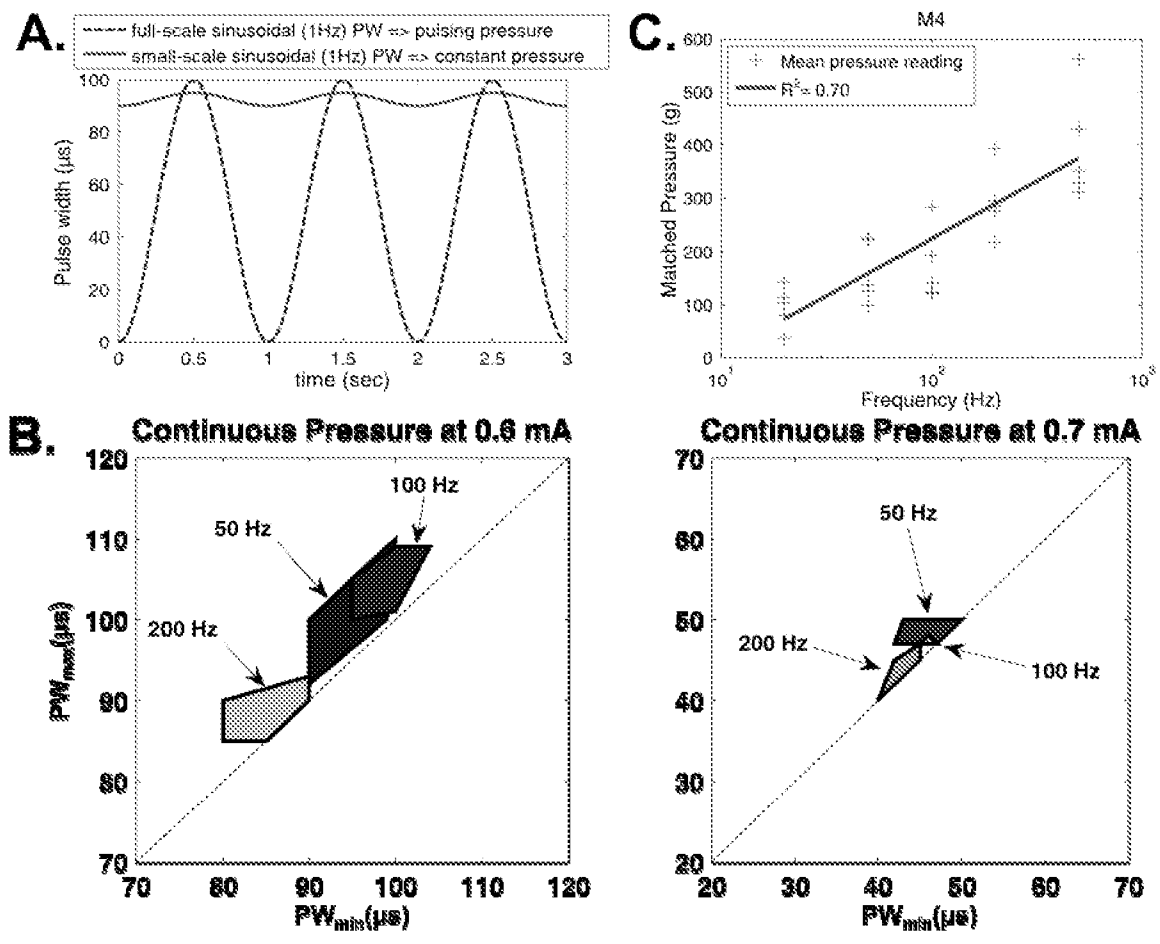 A.
full-scale sinusoidal (1Hz) PW => pulsing pressure
small-scale sinusoidal (1Hz) PW => constant pressure
100
80
60
40
20
0
Pulse width (µs)
0 0.5 1 1.5 2 2.5 3
time (sec)
C.
M4
Mean pressure reading
R²= 0.70
600
500
400
300
200
100
0
Matched Pressure (g)
10¹ 10² 10³
Frequency (Hz)
B.
Continuous Pressure at 0.6 mA
120
110
100
90
80
70
PWmax(µs)
100 Hz
50 Hz
200 Hz
70 80 90 100 110 120
PWmin(µs)
Continuous Pressure at 0.7 mA
70
60
50
40
30
20
50 Hz
200 Hz
100 Hz
20 30 40 50 60 70
PWmin(µs)